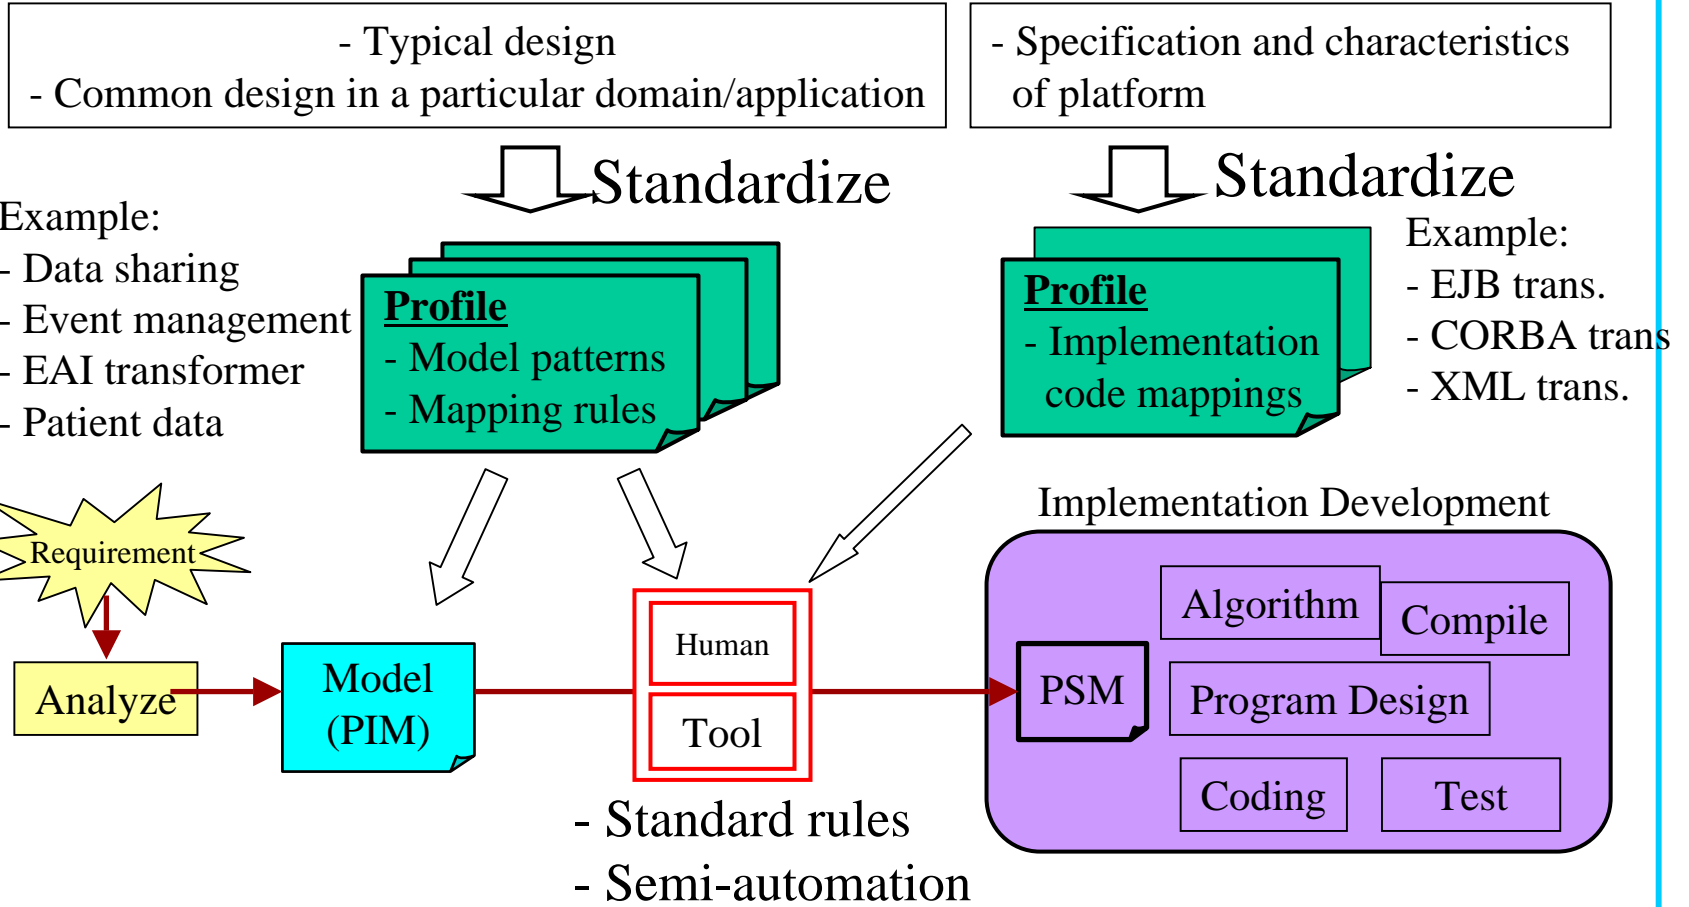 - Typical design
- Common design in a particular domain/application
- Specification and characteristics
of platform
Standardize
Standardize
Example:
- Data sharing
- Event management
- EAI transformer
- Patient data
Profile
- Model patterns
- Mapping rules
Profile
- Implementation
code mappings
Example:
- EJB trans.
- CORBA trans
- XML trans.
Requirement
Analyze
Model
(PIM)
Human
Tool
- Standard rules
- Semi-automation
Implementation Development
PSM
Algorithm
Compile
Program Design
Coding
Test